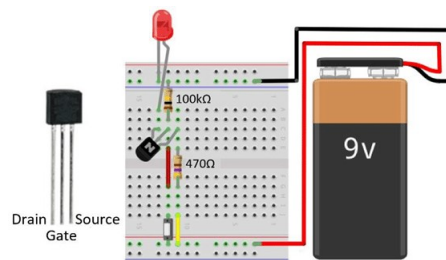 100kΩ
N
470Ω
9v
Drain Source
Gate